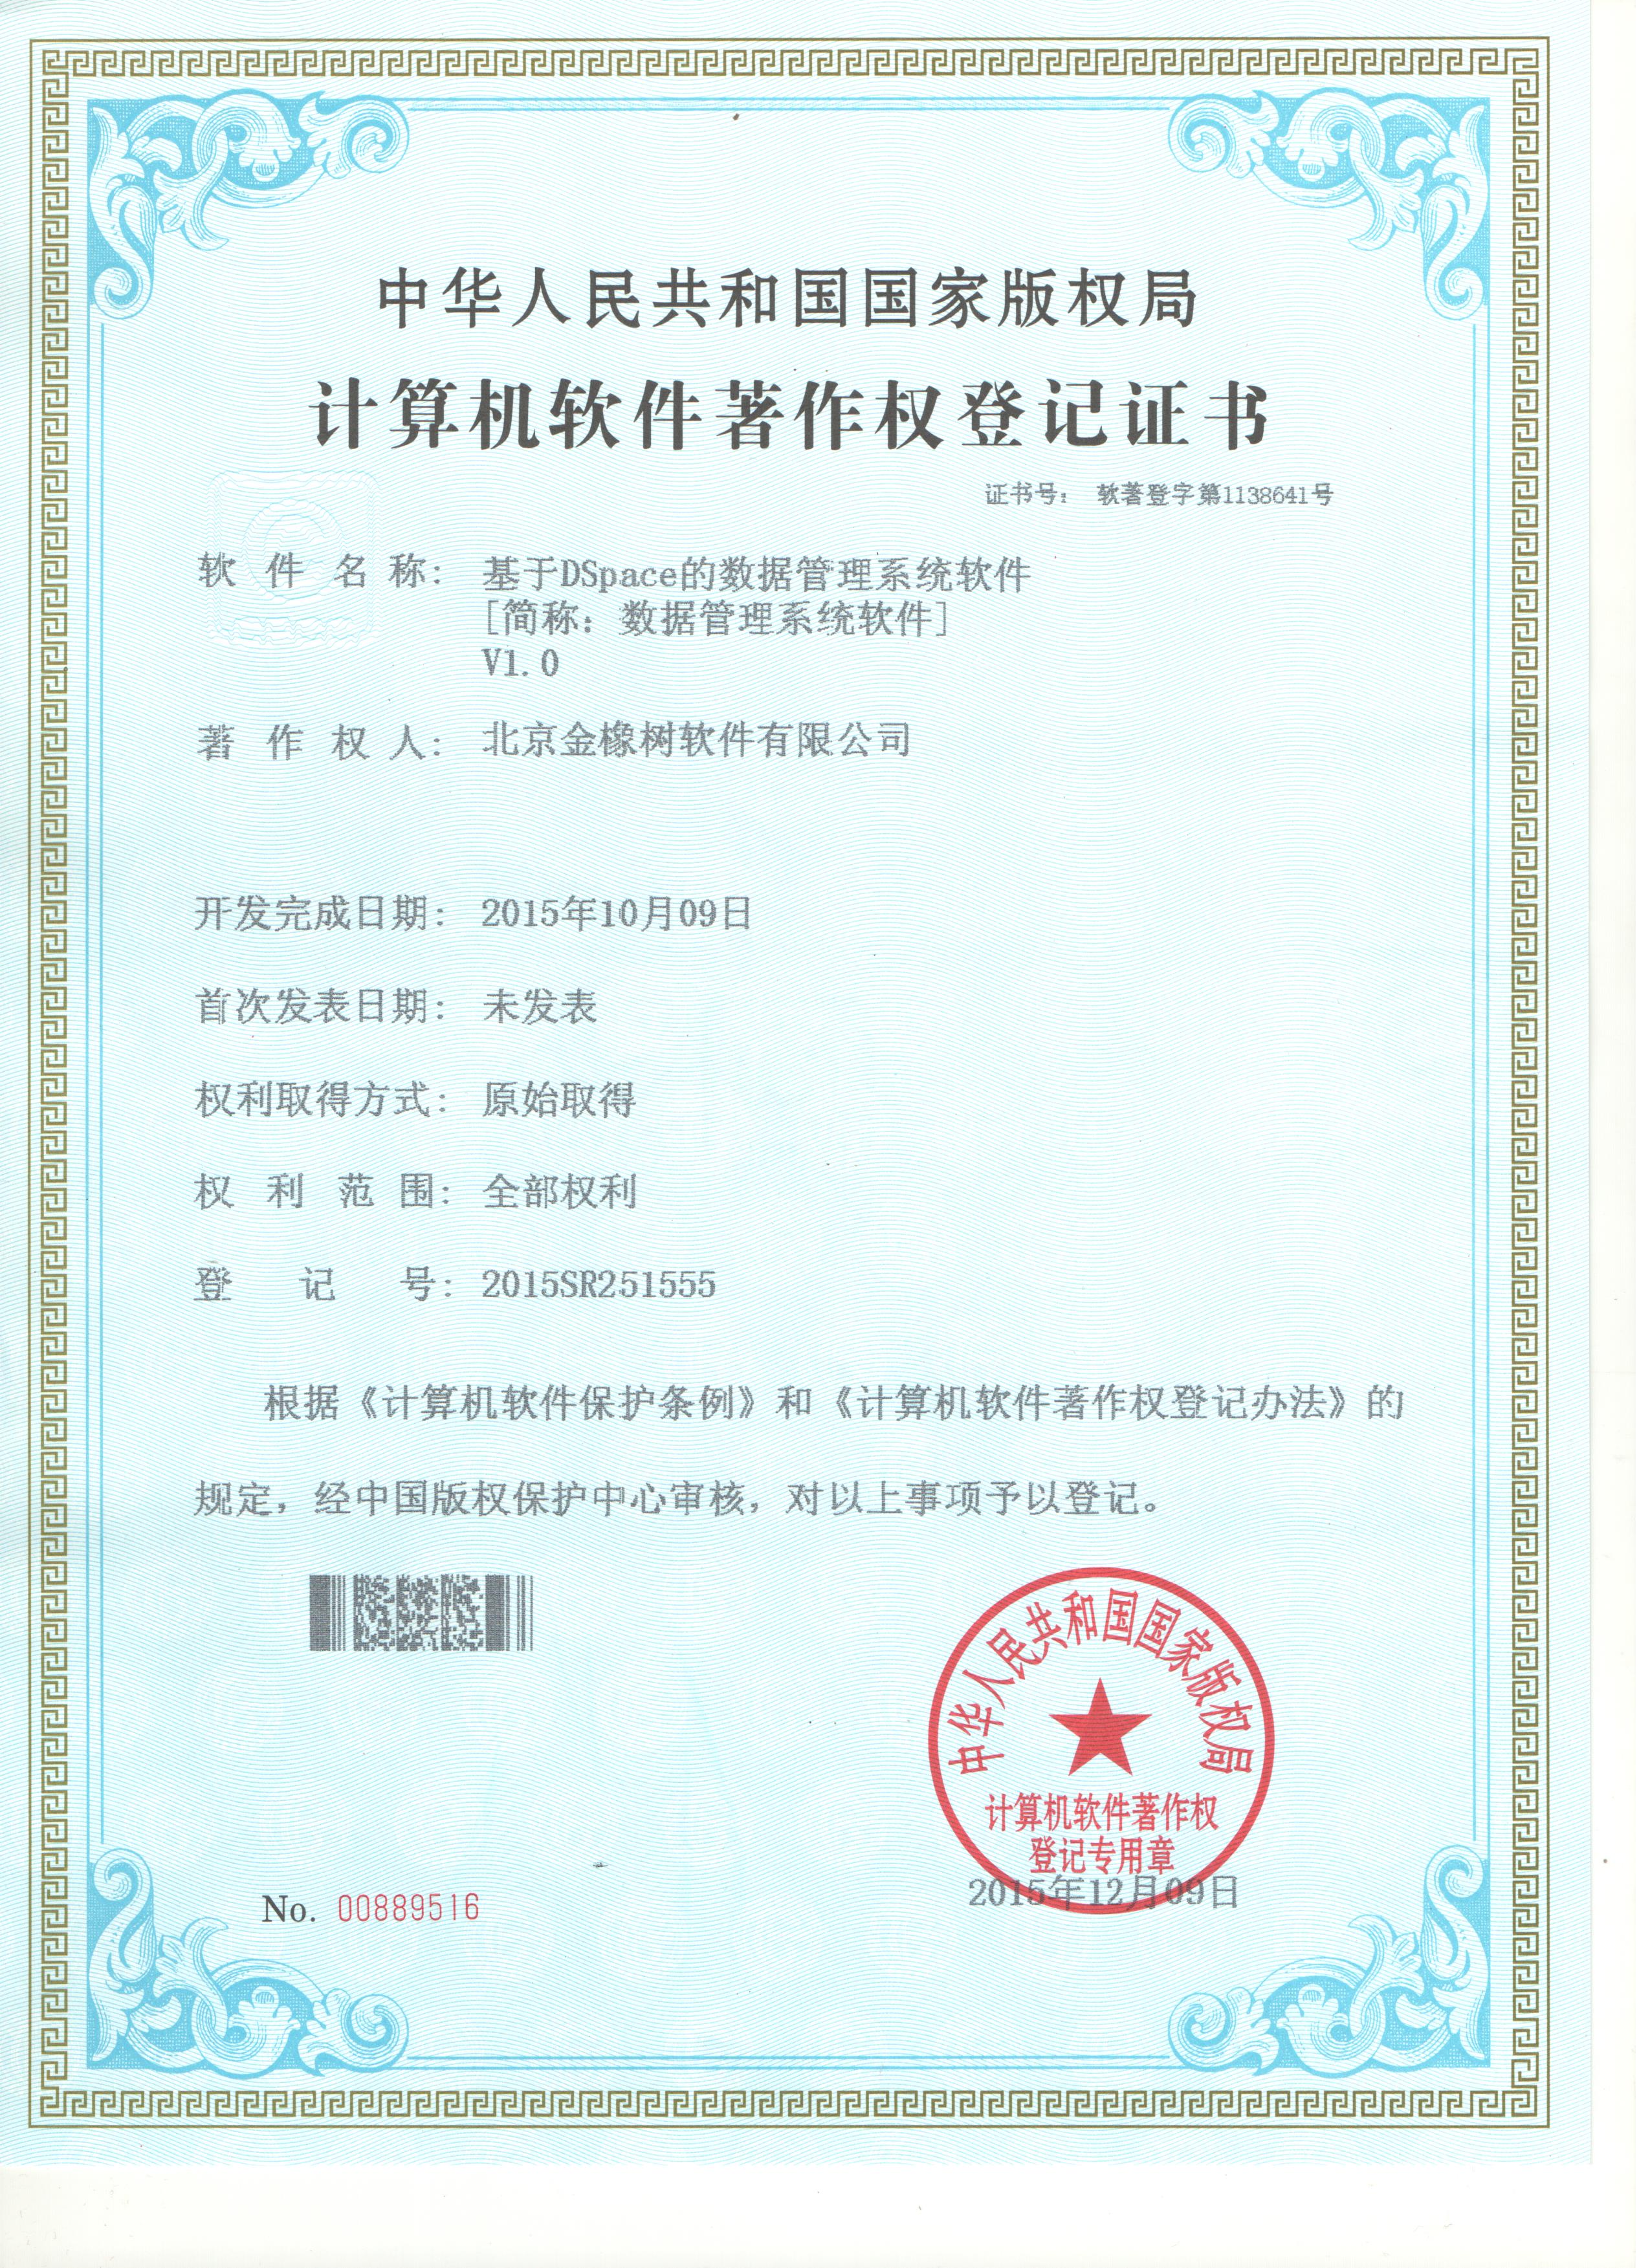 中华人民共和国国家版权局
计算机软件著作权登记证书
证书号： 软著登字第1138641号
软件名称： 基于DSpace的数据管理系统软件
[简称：数据管理系统软件]
V1.0
著作权人： 北京金橡树软件有限公司
开发完成日期： 2015年10月09日
首次发表日期： 未发表
权利取得方式： 原始取得
权利范围： 全部权利
登记号： 2015SR251555
根据《计算机软件保护条例》和《计算机软件著作权登记办法》的
规定，经中国版权保护中心审核，对以上事项予以登记。
中华人民共和国国家版权局
计算机软件著作权
登记专用章
2015年12月09日
No. 00889516